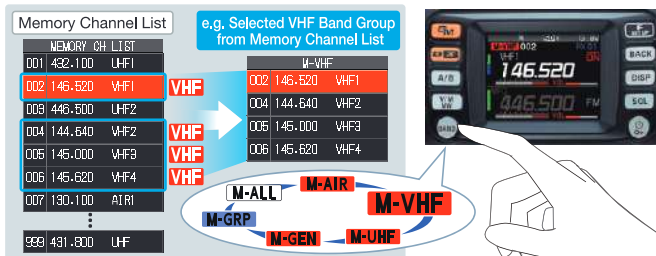 Memory Channel List
MEMORY CH LIST
001 432.100 UHF1
002 146.520 VHF1
003 446.500 UHF2
004 144.640 VHF2
005 145.000 VHF3
006 145.620 VHF4
007 130.100 AIR1
999 431.800 UHF
VHF
VHF
VHF
VHF
e.g. Selected VHF Band Group
from Memory Channel List
M-VHF
002 146.520 VHF1
004 144.640 VHF2
005 145.000 VHF3
006 145.620 VHF4
M-ALL
M-AIR
M-VHF
M-UHF
M-GEN
M-GRP
002
VHF1
146.520
446.500 FM
A/B
V/M
BAND
BACK
DISP
SQL